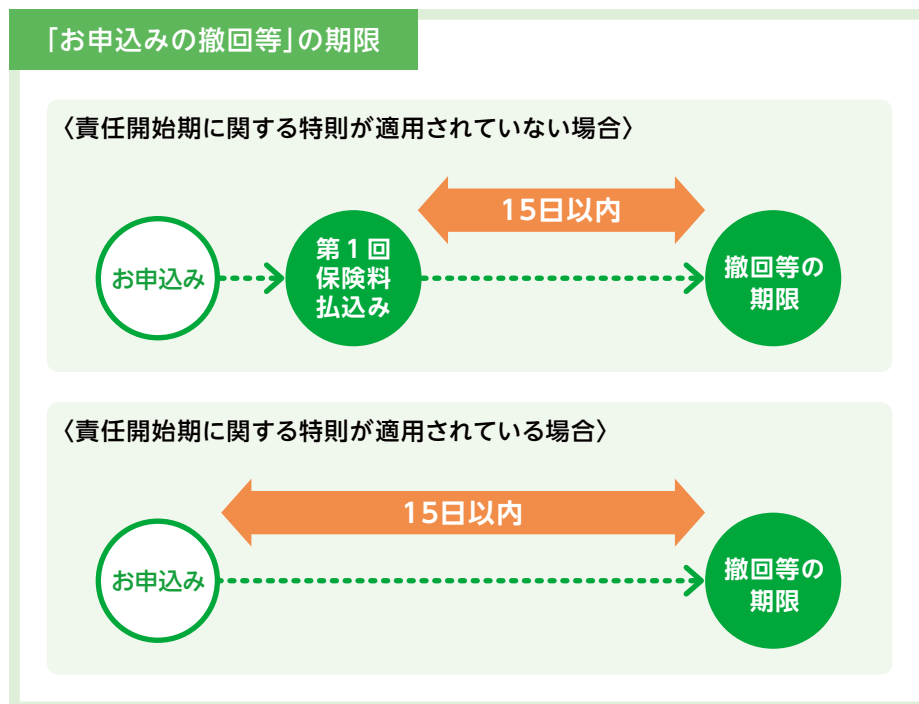 「お申込みの撤回等」の期限
〈責任開始期に関する特則が適用されていない場合〉
15日以内
お申込み
第1回
保険料
払込み
撤回等の
期限
〈責任開始期に関する特則が適用されている場合〉
15日以内
お申込み
撤回等の
期限